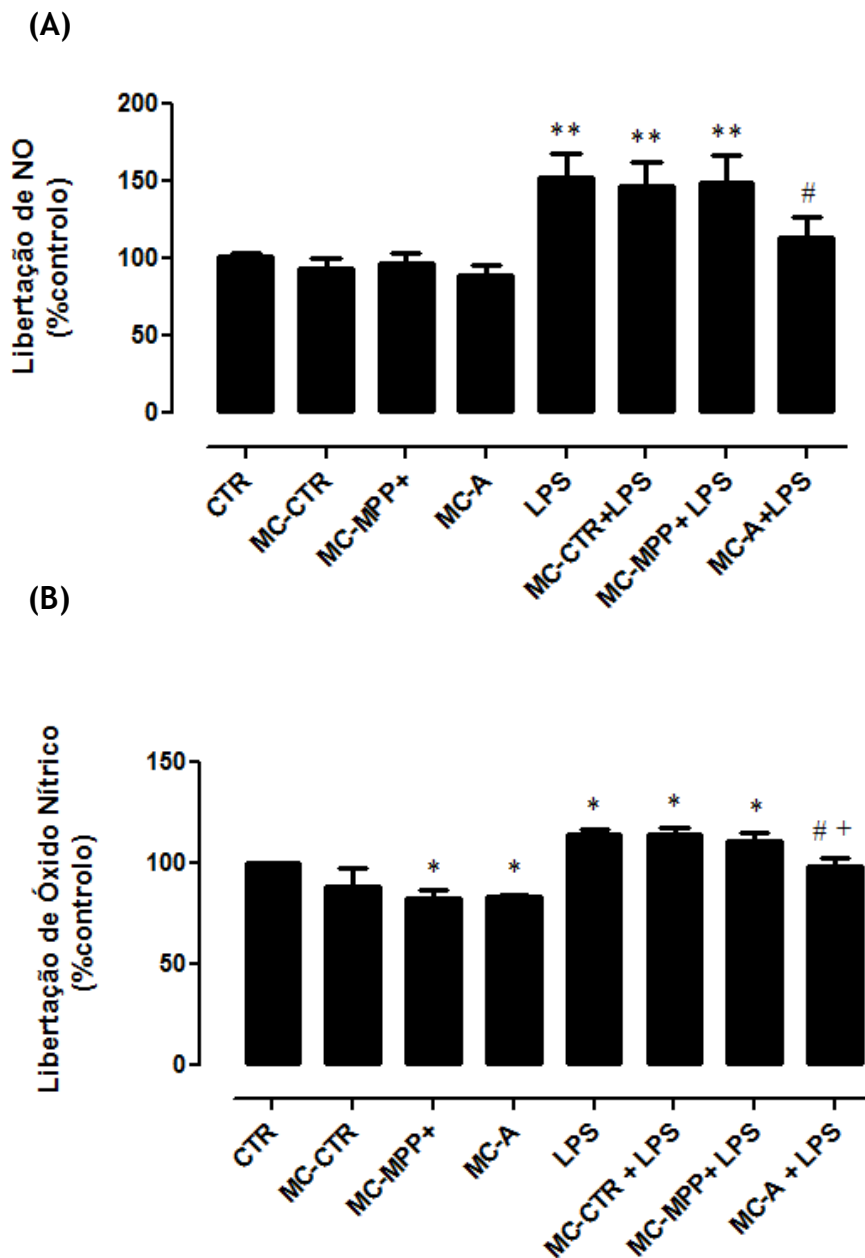 (A)
Libertação de NO
(%controlo)
200
150
100
50
0
**
**
**
#
CTR
MC-CTR
MC-MPP+
MC-A
LPS
MC-CTR+LPS
MC-MPP+ LPS
MC-A+LPS
(B)
Libertação de Óxido Nítrico
(%controlo)
150
100
50
0
*
*
*
*
*
# +
CTR
MC-CTR
MC-MPP+
MC-A
LPS
MC-CTR + LPS
MC-MPP+ LPS
MC-A + LPS